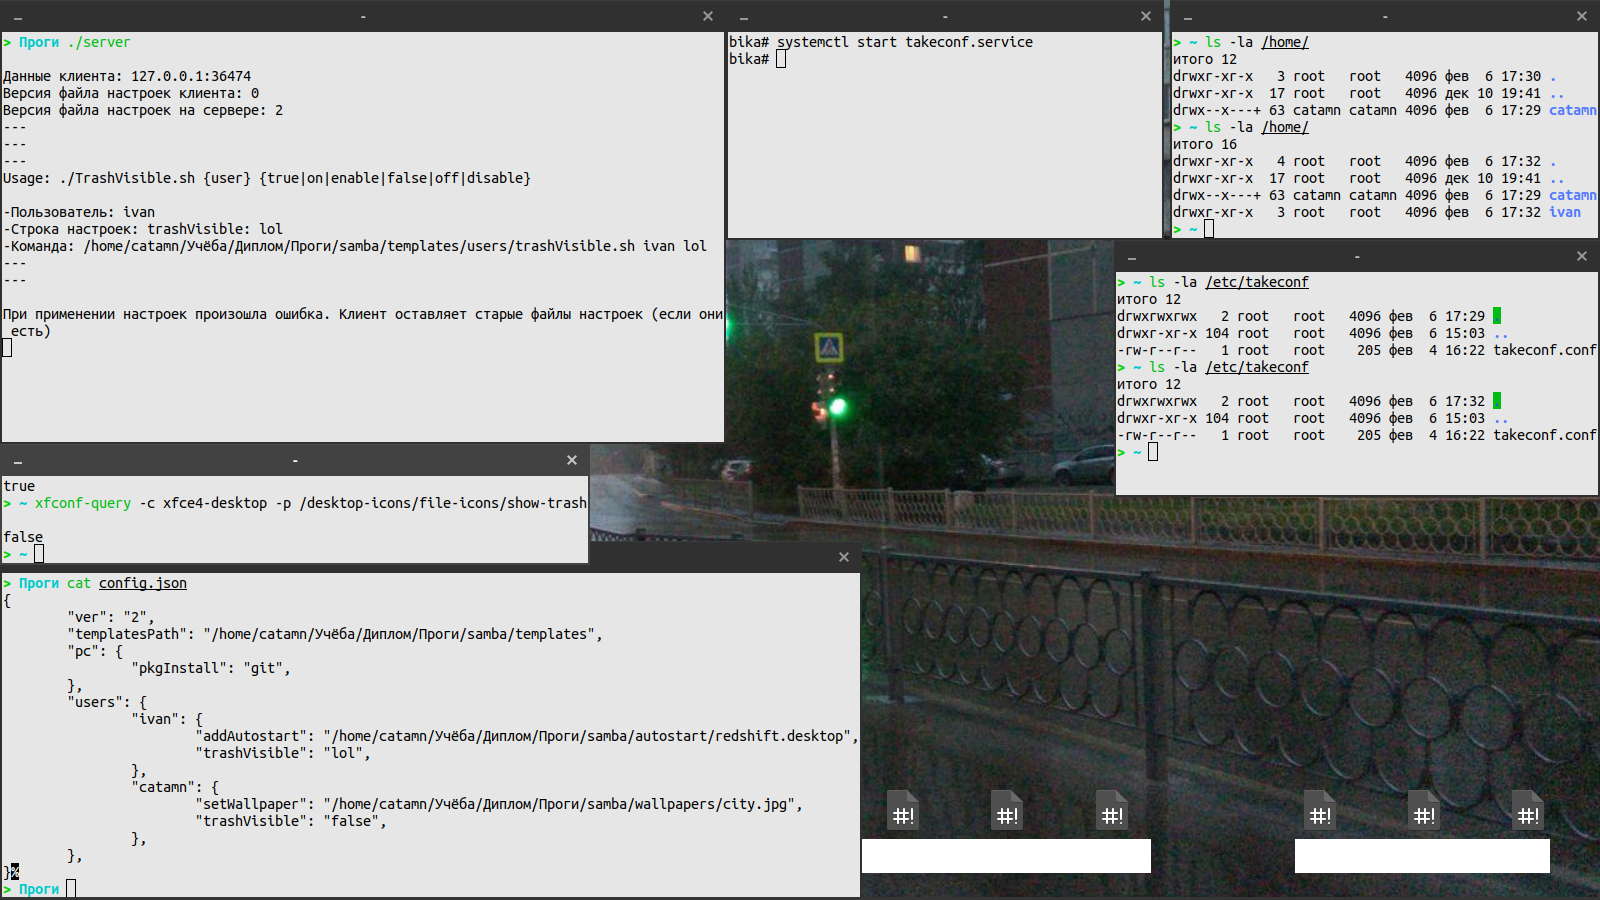 -
> Проги ./server
Данные клиента: 127.0.0.1:36474
Версия файла настроек клиента: 0
Версия файла настроек на сервере: 2
---
---
---
Usage: ./TrashVisible.sh {user} {true|on|enable|false|off|disable}
-Пользователь: ivan
-Строка настроек: trashVisible: lol
-Команда: /home/catamn/Учёба/Диплом/Проги/samba/templates/users/trashVisible.sh ivan lol
---
---
При применении настроек произошла ошибка. Клиент оставляет старые файлы настроек (если они
есть)
-
bika# systemctl start takeconf.service
bika#
-
> ~ ls -la /home/
итого 12
drwxr-xr-x   3 root   root   4096 фев  6 17:30 .
drwxr-xr-x  17 root   root   4096 дек 10 19:41 ..
drwx--x---+ 63 catamn catamn 4096 фев  6 17:29 catamn
> ~ ls -la /home/
итого 16
drwxr-xr-x   4 root   root   4096 фев  6 17:32 .
drwxr-xr-x  17 root   root   4096 дек 10 19:41 ..
drwx--x---+ 63 catamn catamn 4096 фев  6 17:29 catamn
drwxr-xr-x   3 root   root   4096 фев  6 17:32 ivan
> ~
-
> ~ ls -la /etc/takeconf
итого 12
drwxrwxrwx   2 root   root   4096 фев  6 17:29 .
drwxr-xr-x 104 root   root   4096 фев  6 15:03 ..
-rw-r--r--   1 root   root    205 фев  4 16:22 takeconf.conf
> ~ ls -la /etc/takeconf
итого 12
drwxrwxrwx   2 root   root   4096 фев  6 17:32 .
drwxr-xr-x 104 root   root   4096 фев  6 15:03 ..
-rw-r--r--   1 root   root    205 фев  4 16:22 takeconf.conf
> ~
-
true
> ~ xfconf-query -c xfce4-desktop -p /desktop-icons/file-icons/show-trash
false
> ~
> Проги cat config.json
{
"ver": "2",
"templatesPath": "/home/catamn/Учёба/Диплом/Проги/samba/templates",
"pc": {
"pkgInstall": "git",
},
"users": {
"ivan": {
"addAutostart": "/home/catamn/Учёба/Диплом/Проги/samba/autostart/redshift.desktop",
"trashVisible": "lol",
},
"catamn": {
"setWallpaper": "/home/catamn/Учёба/Диплом/Проги/samba/wallpapers/city.jpg",
"trashVisible": "false",
},
},
}%
> Проги
#! #! #! #! #! #!